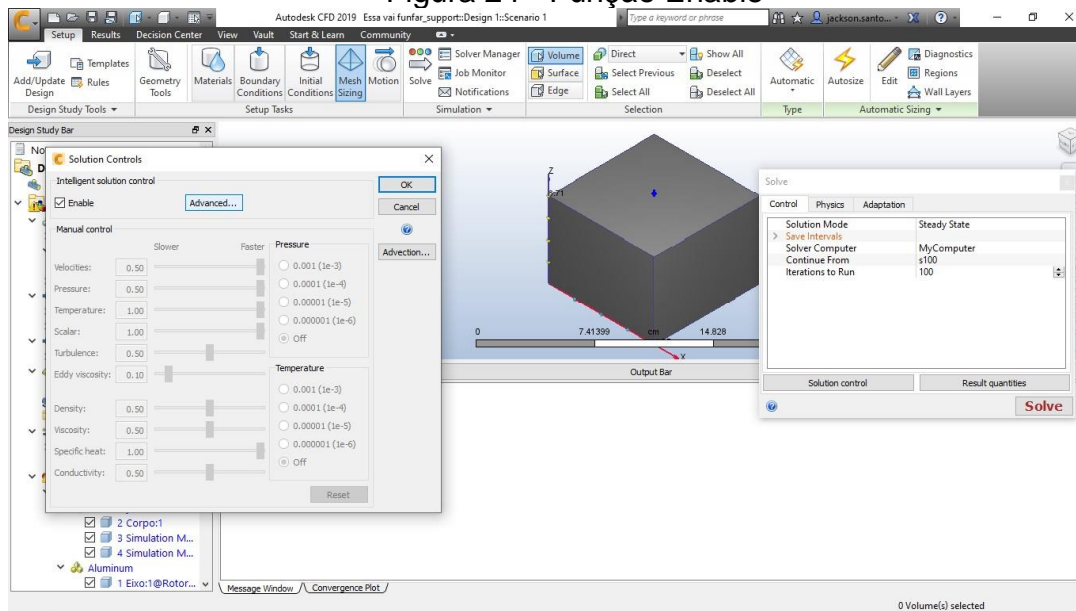 Figura 24 - Função Enable
Autodesk CFD 2019 Essa vai funfar_support::Design 1::Scenario 1
Type a keyword or phrase
jackson.santo...
Setup Results Decision Center View Vault Start & Learn Community
Add/Update Design
Templates
Rules
Design Study Tools
Geometry Tools
Materials
Boundary Conditions
Initial Conditions
Mesh Sizing
Motion
Setup Tasks
Solve
Solver Manager
Job Monitor
Notifications
Simulation
Volume
Surface
Edge
Direct
Select Previous
Select All
Show All
Deselect
Deselect All
Selection
Automatic
Type
Autosize
Edit
Diagnostics
Regions
Wall Layers
Automatic Sizing
Design Study Bar
Solution Controls
Intelligent solution control
Enable
Advanced...
OK
Cancel
Advection...
Manual control
Slower Faster
Velocities: 0.50
Pressure: 0.50
Temperature: 1.00
Scalar: 1.00
Turbulence: 0.50
Eddy viscosity: 0.10
Density: 0.50
Viscosity: 0.50
Specific heat: 1.00
Conductivity: 0.50
Pressure
0.001 (1e-3)
0.0001 (1e-4)
0.00001 (1e-5)
0.000001 (1e-6)
Off
Temperature
0.001 (1e-3)
0.0001 (1e-4)
0.00001 (1e-5)
0.000001 (1e-6)
Off
Reset
2 Corpo:1
3 Simulation M...
4 Simulation M...
Aluminum
1 Eixo:1@Rotor...
Z
0 7.41399 cm 14.828
X
Output Bar
Message Window Convergence Plot
Solve
Control Physics Adaptation
Solution Mode Steady State
Save Intervals
Solver Computer MyComputer
Continue From s100
Iterations to Run 100
Solution control Result quantities
Solve
0 Volume(s) selected